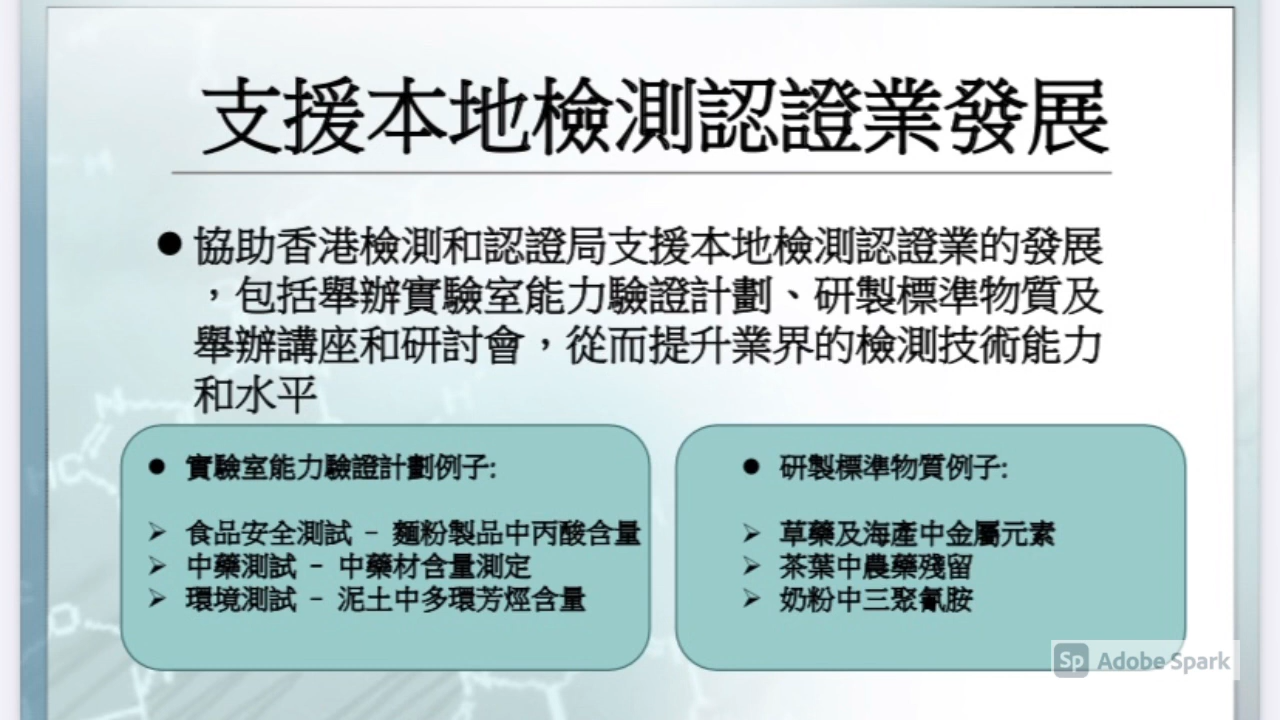 支援本地檢測認證業發展
●協助香港檢測和認證局支援本地檢測認證業的發展
，包括舉辦實驗室能力驗證計劃、研製標準物質及
舉辦講座和研討會，從而提升業界的檢測技術能力
和水平
● 實驗室能力驗證計劃例子:
➢ 食品安全測試 – 麵粉製品中丙酸含量
➢ 中藥測試 – 中藥材含量測定
➢ 環境測試 – 泥土中多環芳烴含量
● 研製標準物質例子:
➢ 草藥及海產中金屬元素
➢ 茶葉中農藥殘留
➢ 奶粉中三聚氰胺
Sp Adobe Spark